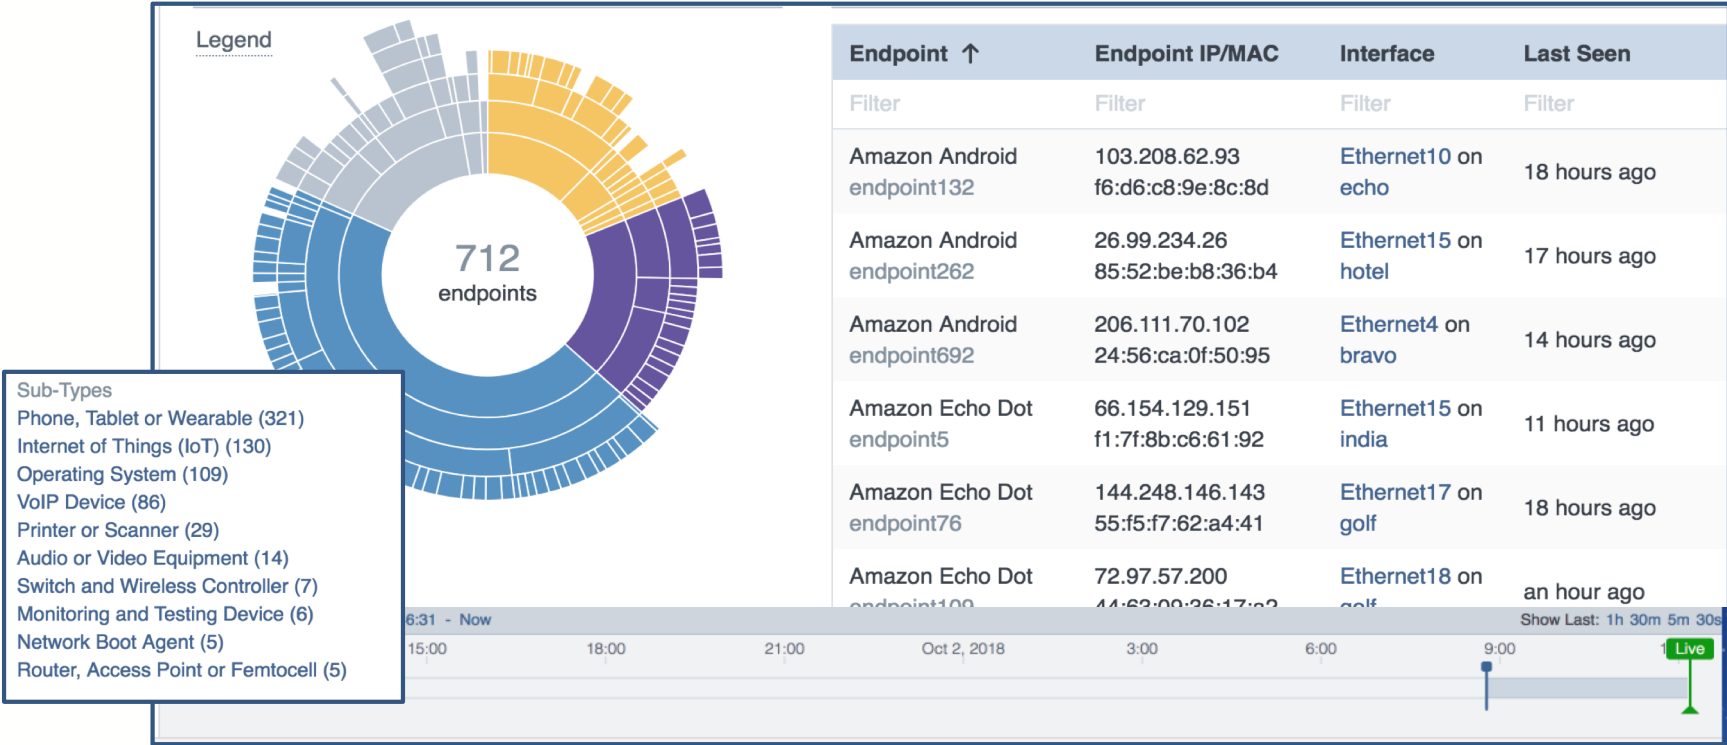 Legend
712
endpoints
Endpoint ↑ Endpoint IP/MAC Interface Last Seen
Filter Filter Filter Filter
Amazon Android 103.208.62.93 Ethernet10 on 18 hours ago
endpoint132 f6:d6:c8:9e:8c:8d echo
Amazon Android 26.99.234.26 Ethernet15 on 17 hours ago
endpoint262 85:52:be:b8:36:b4 hotel
Amazon Android 206.111.70.102 Ethernet4 on 14 hours ago
endpoint692 24:56:ca:0f:50:95 bravo
Amazon Echo Dot 66.154.129.151 Ethernet15 on 11 hours ago
endpoint5 f1:7f:8b:c6:61:92 india
Amazon Echo Dot 144.248.146.143 Ethernet17 on 18 hours ago
endpoint76 55:f5:f7:62:a4:41 golf
Amazon Echo Dot 72.97.57.200 Ethernet18 on an hour ago
endpoint109 44:63:09:36:17:a2 golf
Sub-Types
Phone, Tablet or Wearable (321)
Internet of Things (IoT) (130)
Operating System (109)
VoIP Device (86)
Printer or Scanner (29)
Audio or Video Equipment (14)
Switch and Wireless Controller (7)
Monitoring and Testing Device (6)
Network Boot Agent (5)
Router, Access Point or Femtocell (5)
6:31 - Now Show Last: 1h 30m 5m 30s
15:00 18:00 21:00 Oct 2, 2018 3:00 6:00 9:00 Live